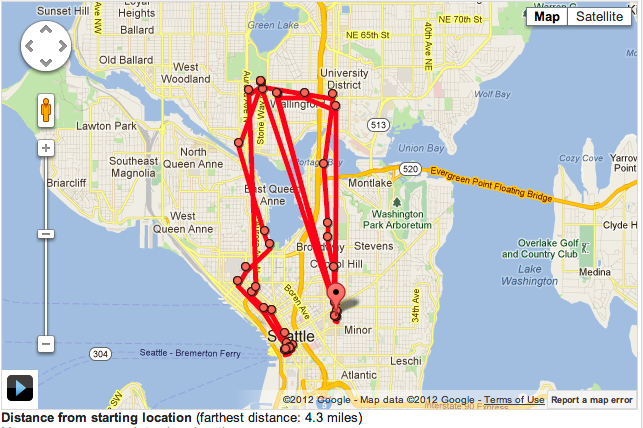 Sunset Hill
Loyal
Heights
Green Lake
NE 65th St
NE 70th St
40th Ave NE
Map
Satellite
Ballard
Old Ballard
West
Woodland
University
District
Wallingford
Stone Way
Wolf Bay
Lawton Park
513
North
Queen Anne
Portage Bay
Union Bay
Southeast
Magnolia
520
Cozy Cove
Yarrow
Point
Briarcliff
East Queen
Anne
Montlake
Evergreen Point Floating Bridge
West
Queen Anne
Washington
Park Arboretum
Clyde H
Broadway
Stevens
Overlake Golf
and Country Club
Capitol Hill
Lake
Washington
Medina
Boren Ave
34th Ave
Minor
Seattle
304
Seattle - Bremerton Ferry
Leschi
Atlantic
Interstate 90 Express
©2012 Google - Map data ©2012 Google - Terms of Use
Report a map error
Distance from starting location (farthest distance: 4.3 miles)